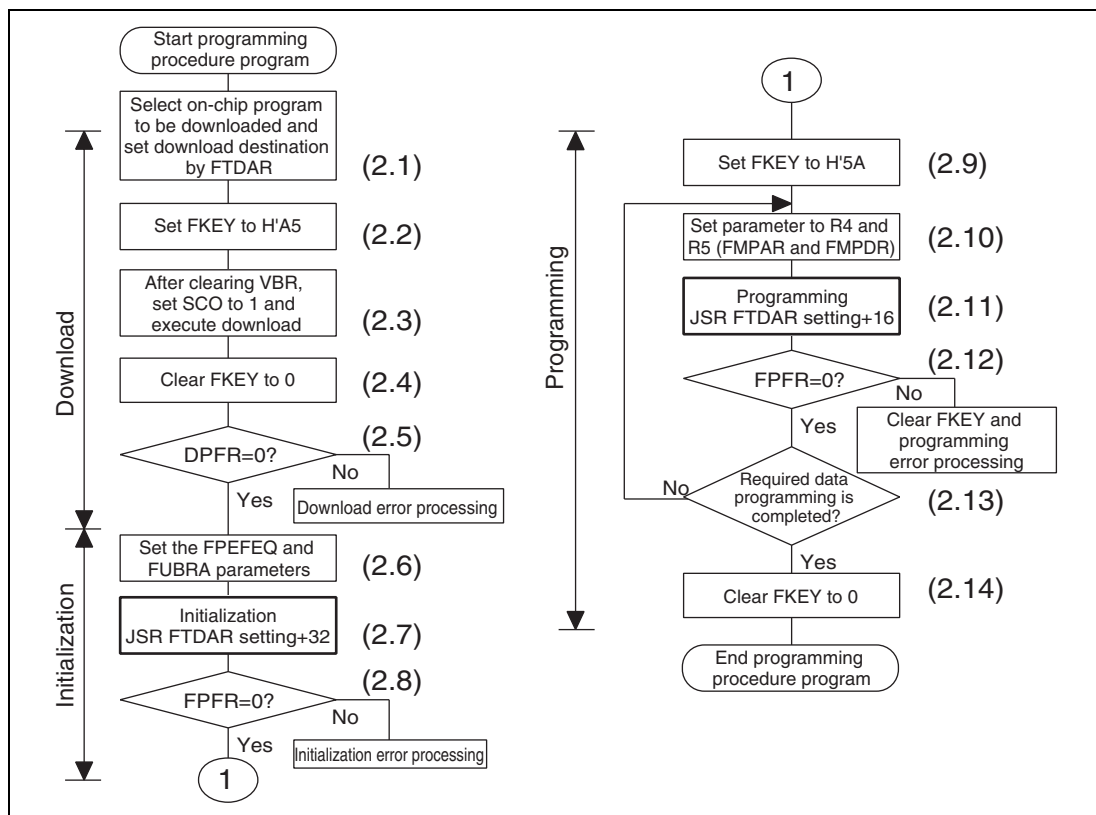 Start programming
procedure program
Select on-chip program
to be downloaded and
set download destination
by FTDAR
(2.1)
Set FKEY to H'A5
(2.2)
After clearing VBR,
set SCO to 1 and
execute download
(2.3)
Clear FKEY to 0
(2.4)
DPFR=0?
(2.5)
No
Yes
Download error processing
Download
Set the FPEFEQ and
FUBRA parameters
(2.6)
Initialization
JSR FTDAR setting+32
(2.7)
FPFR=0?
(2.8)
No
Yes
Initialization error processing
Initialization
1
1
Set FKEY to H'5A
(2.9)
Set parameter to R4 and
R5 (FMPAR and FMPDR)
(2.10)
Programming
JSR FTDAR setting+16
(2.11)
FPFR=0?
(2.12)
No
Yes
Clear FKEY and
programming
error processing
Required data
programming is
completed?
(2.13)
No
Yes
Clear FKEY to 0
(2.14)
Programming
End programming
procedure program